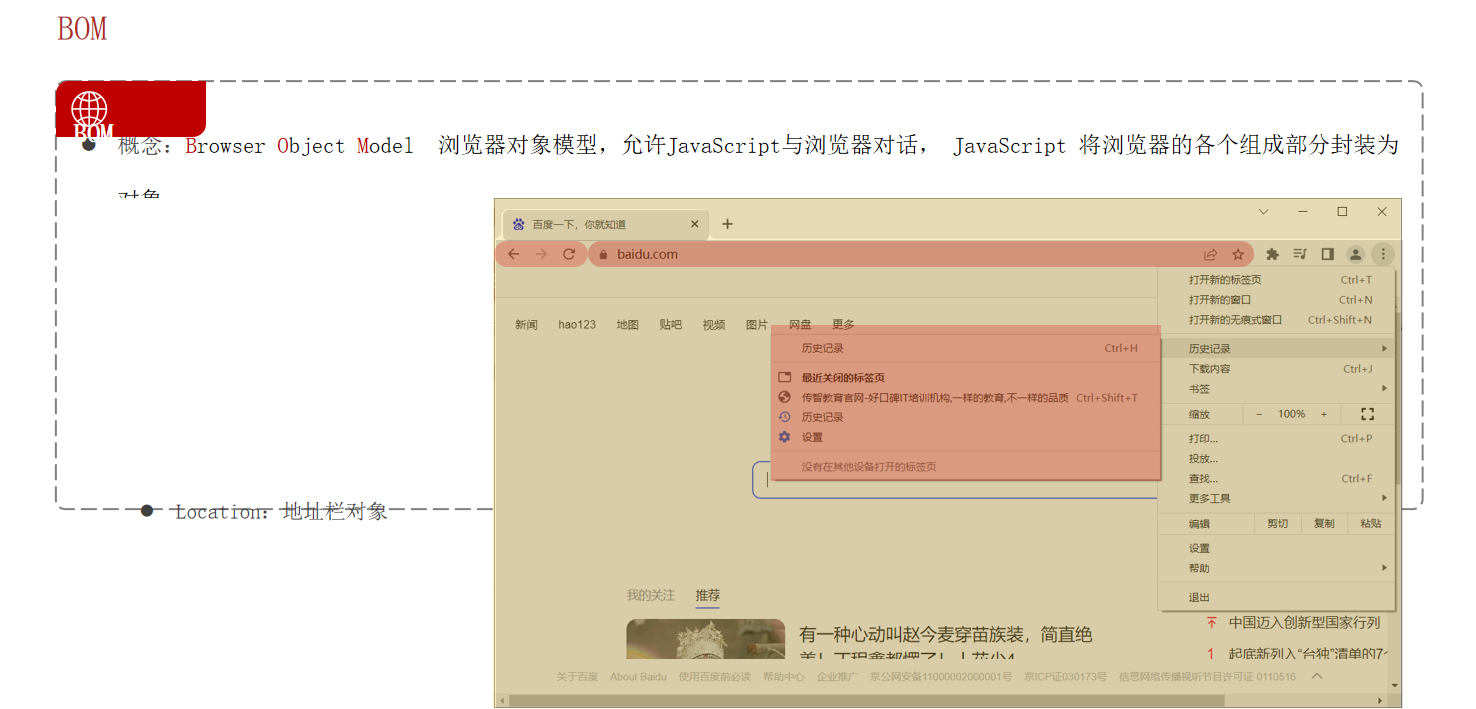 BOM
BOM
概念：Browser Object Model 浏览器对象模型，允许JavaScript与浏览器对话， JavaScript 将浏览器的各个组成部分封装为
对象
百度一下，你就知道
baidu.com
打开新的标签页 Ctrl+T
打开新的窗口 Ctrl+N
打开新的无痕式窗口 Ctrl+Shift+N
新闻 hao123 地图 贴吧 视频 图片 网盘 更多
历史记录 Ctrl+H
最近关闭的标签页
传智教育官网-好口碑IT培训机构,一样的教育,不一样的品质 Ctrl+Shift+T
历史记录
设置
没有在其他设备打开的标签页
历史记录
下载内容 Ctrl+J
书签
缩放 − 100% +
打印... Ctrl+P
投放...
查找... Ctrl+F
更多工具
编辑 剪切 复制 粘贴
设置
帮助
退出
Location：地址栏对象
我的关注 推荐
有一种心动叫赵今麦穿苗族装，简直绝
中国迈入创新型国家行列
1 起底新列入“台独”清单的7
关于百度 About Baidu 使用百度前必读 帮助中心 企业推广 京公网安备11000002000001号 京ICP证030173号 信息网络传播视听节目许可证 0110516